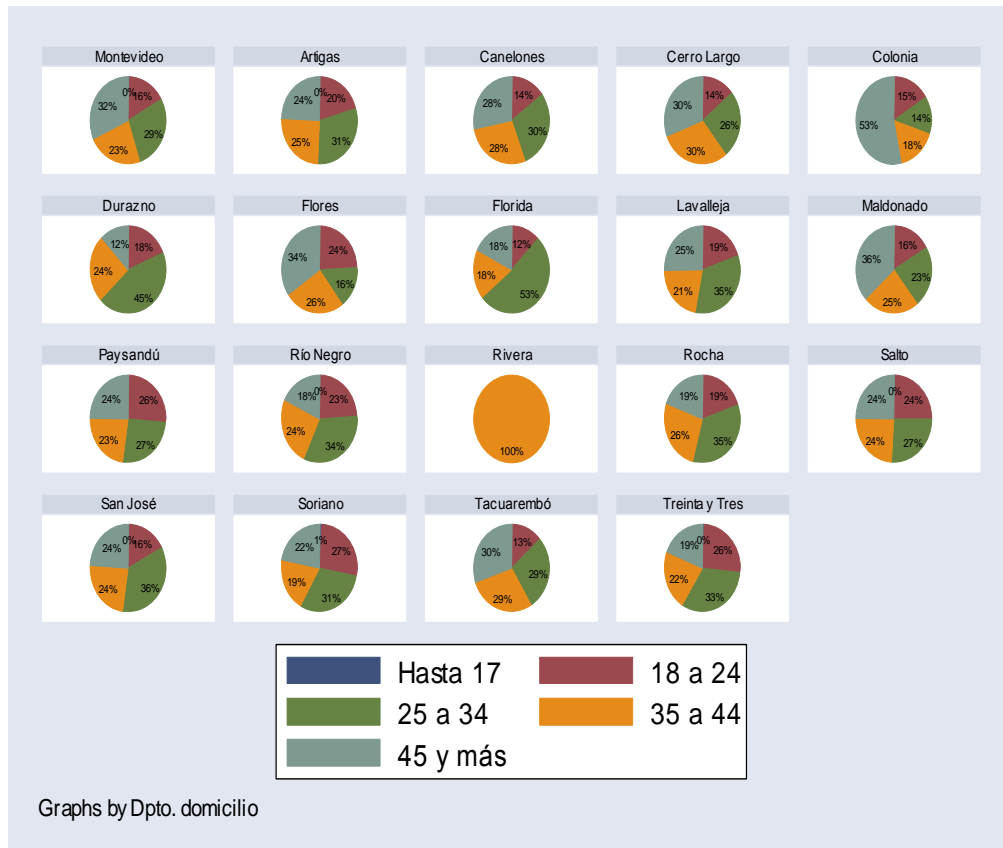 Montevideo Artigas Canelones Cerro Largo Colonia
0% 16% 29% 23% 32%
0% 20% 31% 25% 24%
14% 30% 28% 28%
14% 26% 30% 30%
15% 14% 18% 53%
Durazno Flores Florida Lavalleja Maldonado
18% 45% 24% 12%
24% 16% 26% 34%
12% 53% 18% 18%
19% 35% 21% 25%
16% 23% 25% 36%
Paysandú Río Negro Rivera Rocha Salto
26% 27% 23% 24%
0% 23% 34% 24% 18%
100%
19% 35% 26% 19%
0% 24% 27% 24% 24%
San José Soriano Tacuarembó Treinta y Tres
0% 16% 36% 24% 24%
1% 27% 31% 19% 22%
13% 29% 29% 30%
0% 26% 33% 22% 19%
Hasta 17 18 a 24
25 a 34 35 a 44
45 y más
Graphs by Dpto. domicilio